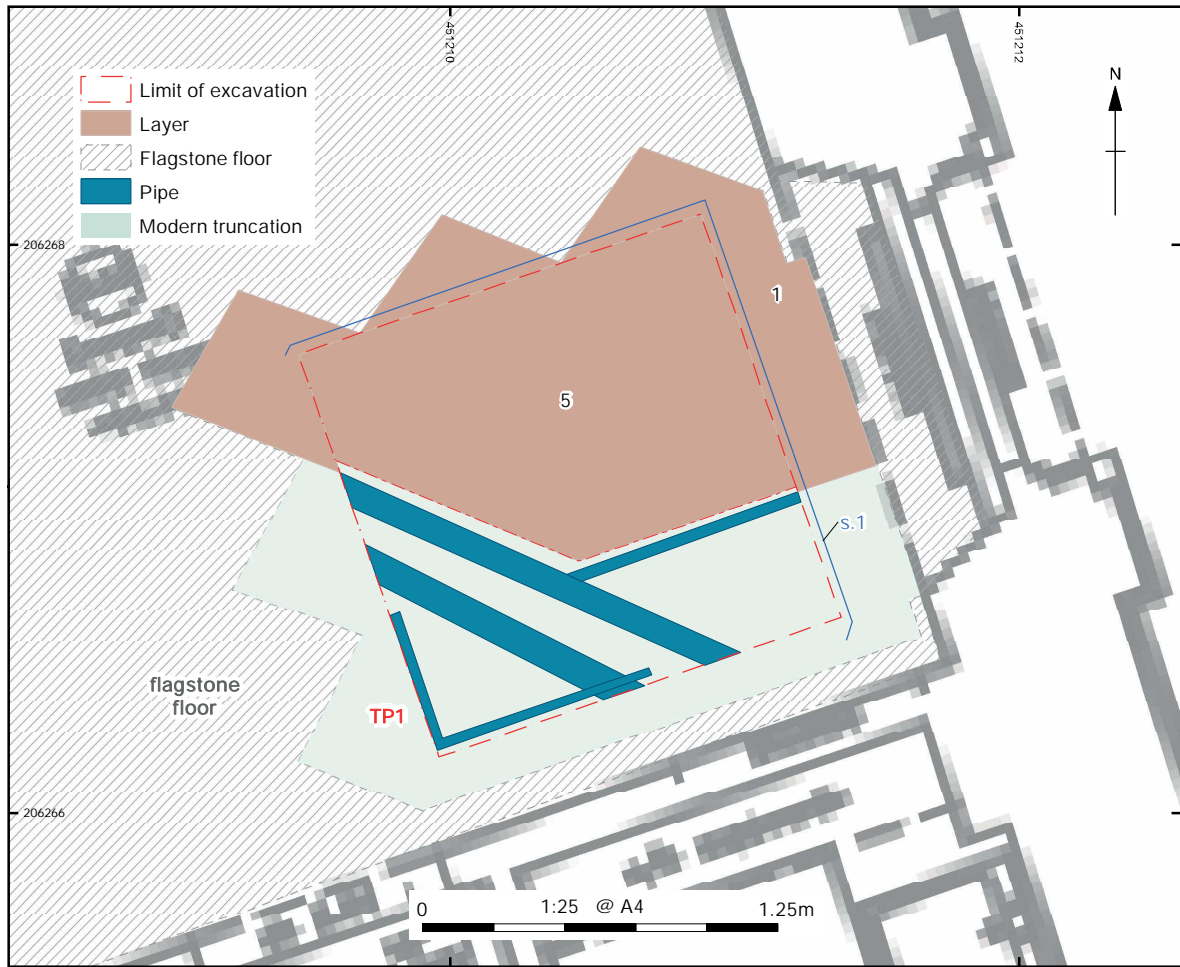 451210
451212
N
Limit of excavation
Layer
Flagstone floor
Pipe
Modern truncation
206268
1
5
s.1
flagstone
floor
TP1
206266
0 1:25 @ A4 1.25m